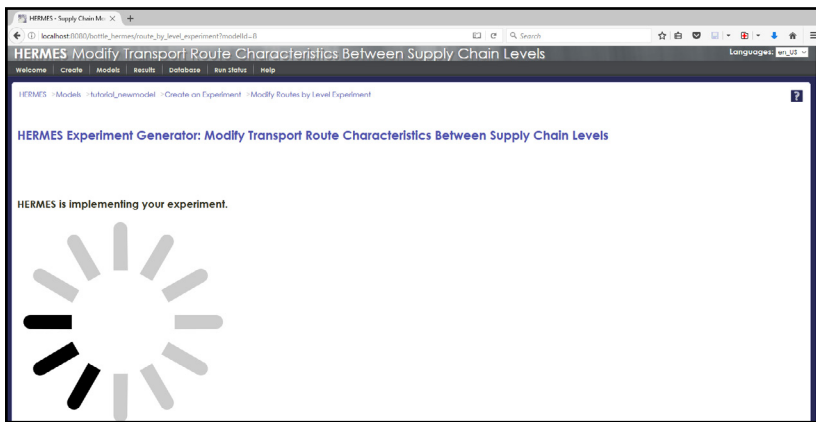 HERMES - Supply Chain Mo
localhost:8080/bottle_hermes/route_by_level_experiment?modelId=8
Search
HERMES Modify Transport Route Characteristics Between Supply Chain Levels
Languages: en_US
Welcome Create Models Results Database Run Status Help
HERMES >Models >tutorial_newmodel >Create an Experiment >Modify Routes by Level Experiment
?
HERMES Experiment Generator: Modify Transport Route Characteristics Between Supply Chain Levels
HERMES is implementing your experiment.